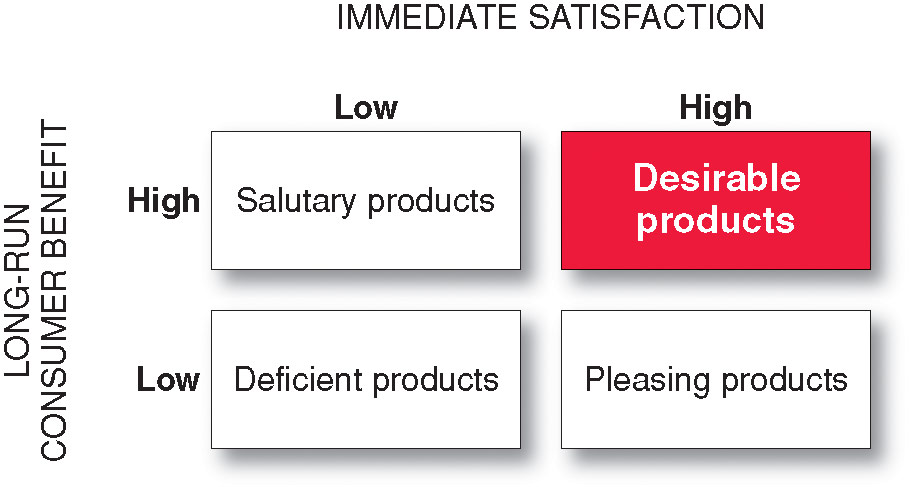 IMMEDIATE SATISFACTION
Low
High
LONG-RUN
CONSUMER BENEFIT
High
Salutary products
Desirable
products
Low
Deficient products
Pleasing products